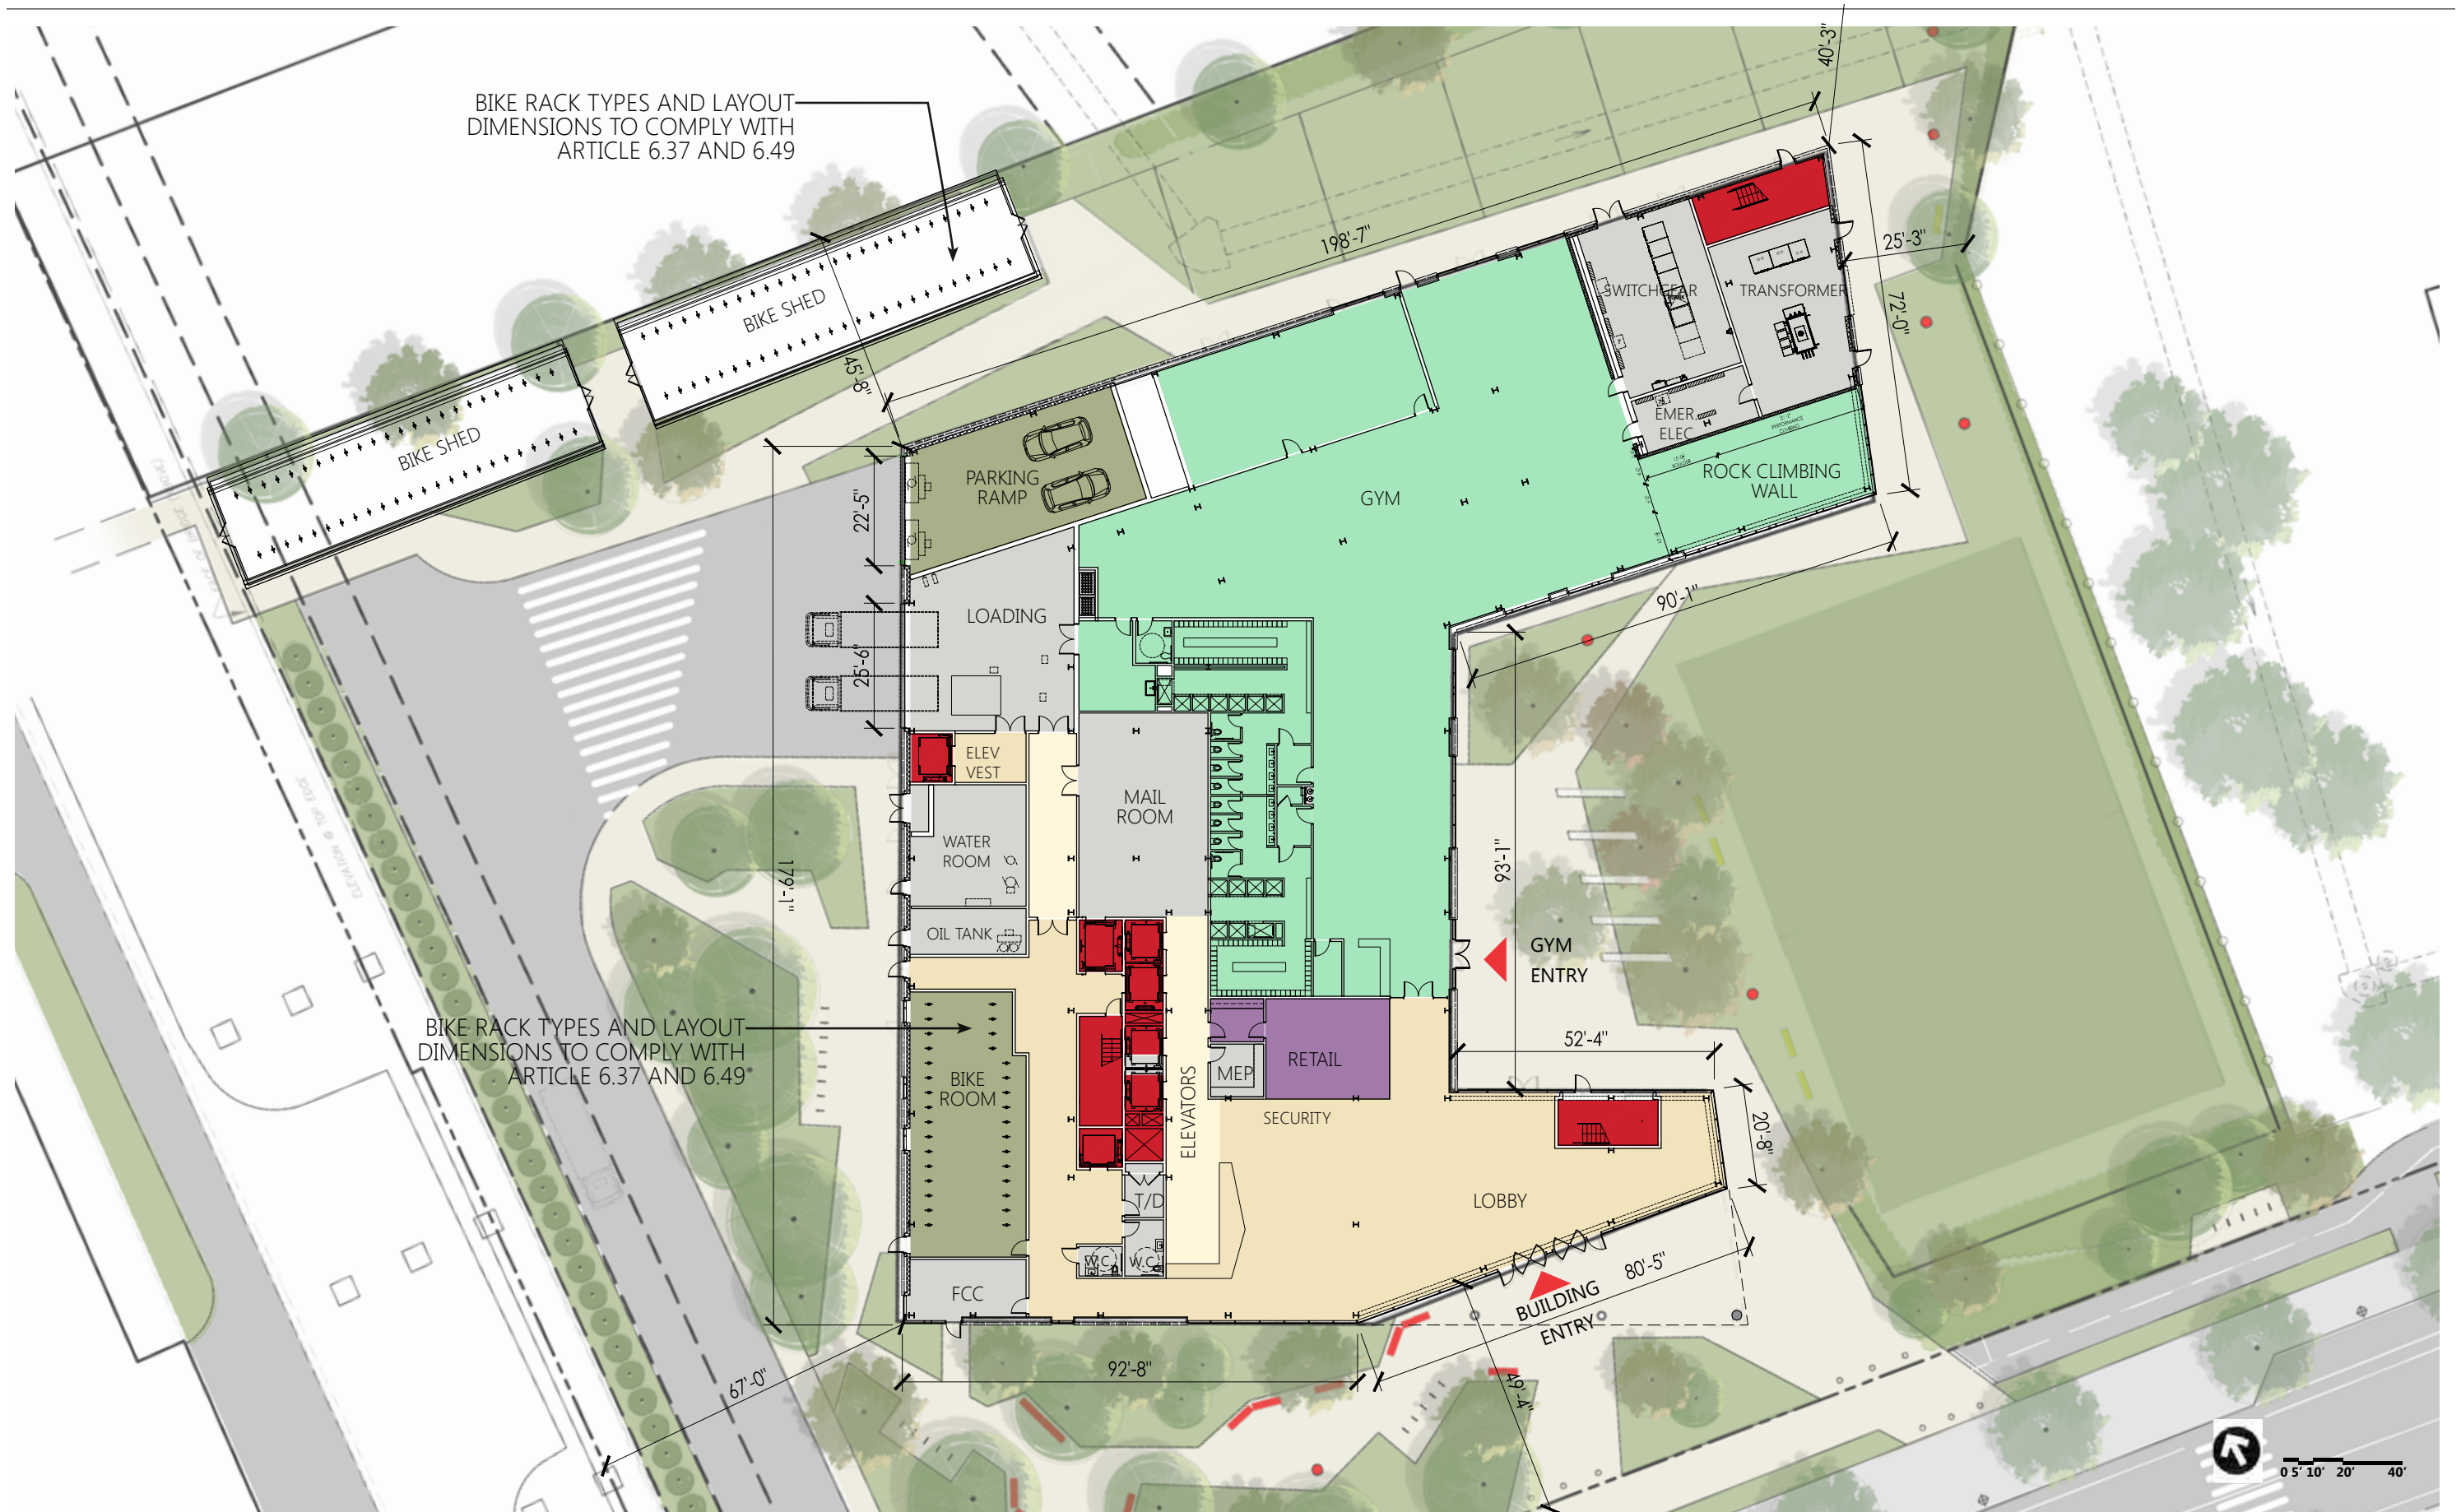 40'-3"
BIKE RACK TYPES AND LAYOUT
DIMENSIONS TO COMPLY WITH
ARTICLE 6.37 AND 6.49
198'-7"
25'-3"
BIKE SHED
SWITCHGEAR
TRANSFORMER
72'-0"
45'-8"
BIKE SHED
EMER.
ELEC
PERFORMANCE
CLIMBING
PARKING
RAMP
GYM
ROCK CLIMBING
WALL
22'-5"
LOADING
90'-1"
25'-6"
ELEV
VEST
MAIL
ROOM
WATER
ROOM
179'-1"
93'-1"
ELEVATION @ TOP EDGE
OIL TANK
GYM
ENTRY
BIKE RACK TYPES AND LAYOUT
DIMENSIONS TO COMPLY WITH
ARTICLE 6.37 AND 6.49
BIKE
ROOM
MEP
RETAIL
52'-4"
ELEVATORS
SECURITY
20'-8"
T/D
LOBBY
W.C.
W.C.
FCC
BUILDING
ENTRY
80'-5"
67'-0"
92'-8"
49'-4"
0 5' 10' 20' 40'